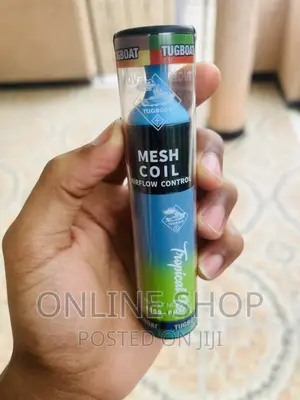 TUGBOAT
TUGBOAT
MESH
COIL
AIRFLOW CONTROL
Tropical
ONLINE SHOP
POSTED ON JIJI
TUGBOAT